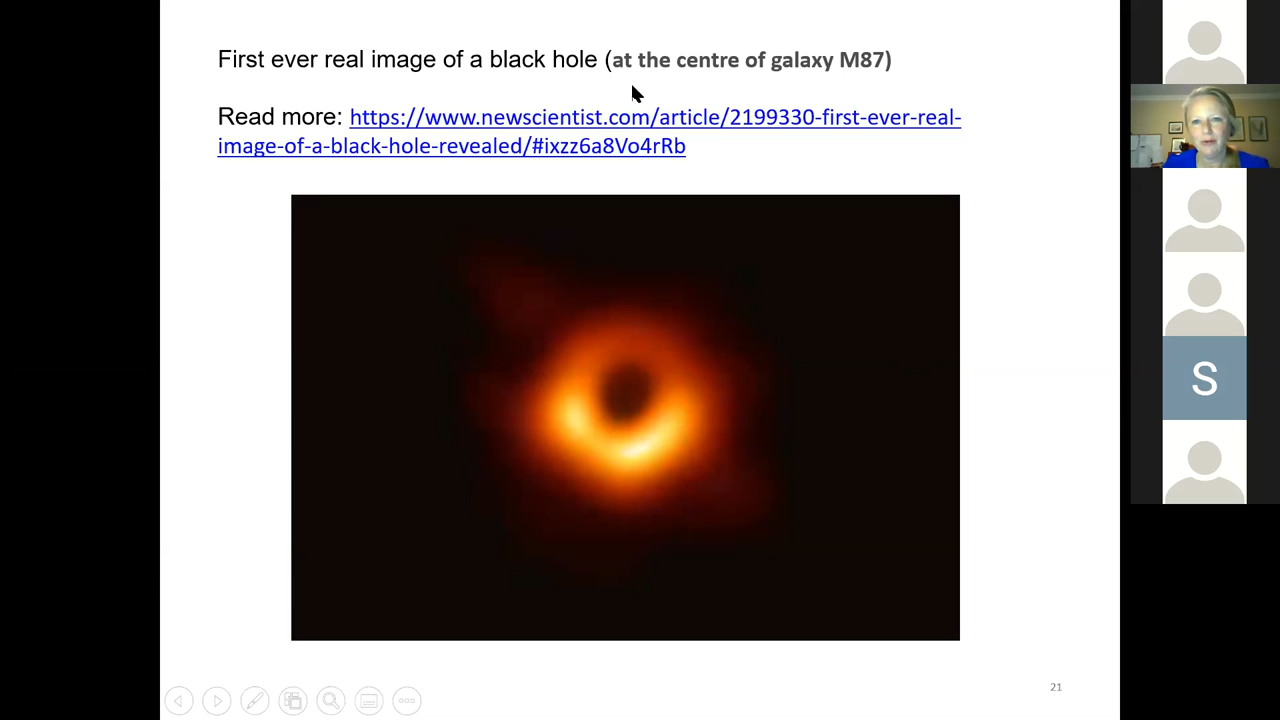 First ever real image of a black hole (at the centre of galaxy M87)
Read more: https://www.newscientist.com/article/2199330-first-ever-real-
image-of-a-black-hole-revealed/#ixzz6a8Vo4rRb
S
21